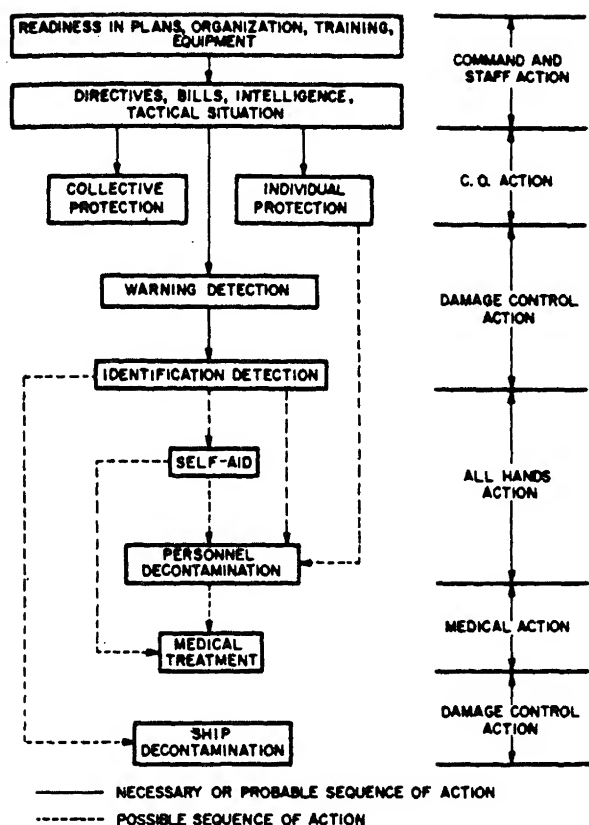 READINESS IN PLANS, ORGANIZATION, TRAINING,
EQUIPMENT
COMMAND AND
STAFF ACTION
DIRECTIVES, BILLS, INTELLIGENCE,
TACTICAL SITUATION
COLLECTIVE
PROTECTION
INDIVIDUAL
PROTECTION
C.O. ACTION
WARNING DETECTION
DAMAGE CONTROL
ACTION
IDENTIFICATION DETECTION
SELF-AID
ALL HANDS
ACTION
PERSONNEL
DECONTAMINATION
MEDICAL
TREATMENT
MEDICAL ACTION
SHIP
DECONTAMINATION
DAMAGE CONTROL
ACTION
NECESSARY OR PROBABLE SEQUENCE OF ACTION
POSSIBLE SEQUENCE OF ACTION